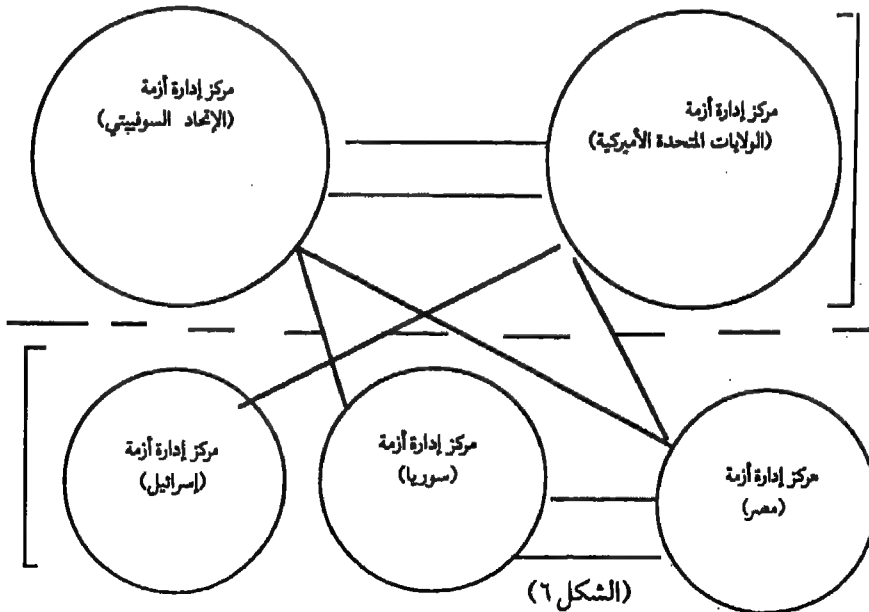 مركز إدارة أزمة
(الولايات المتحدة الأميركية)
مركز إدارة أزمة
(الإتحاد السوفييتي)
مركز إدارة أزمة
(مصر)
مركز إدارة أزمة
(سوريا)
مركز إدارة أزمة
(إسرائيل)
(الشكل ٦)